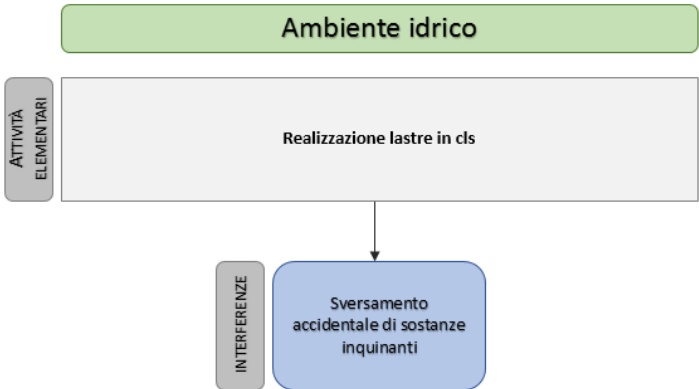 Ambiente idrico
ATTIVITÀ
ELEMENTARI
Realizzazione lastre in cls
INTERFERENZE
Sversamento
accidentale di sostanze
inquinanti